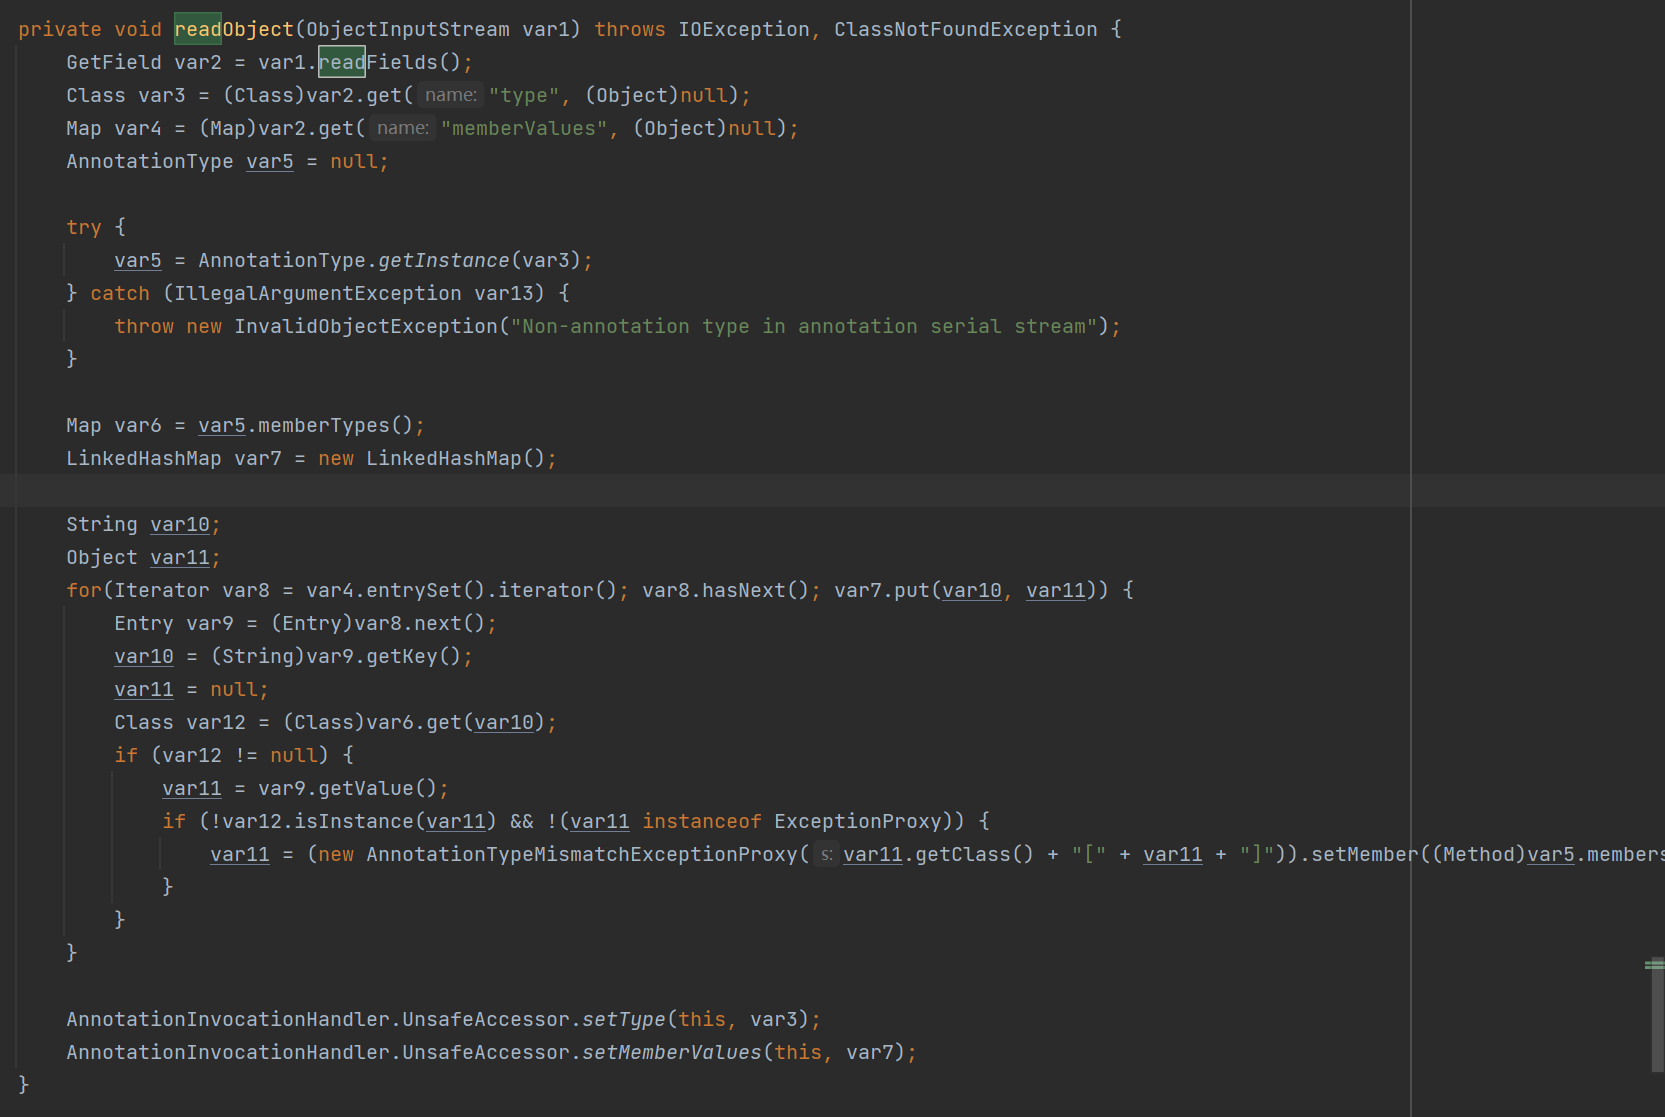 private void readObject(ObjectInputStream var1) throws IOException, ClassNotFoundException {
GetField var2 = var1.readFields();
Class var3 = (Class)var2.get( name: "type", (Object)null);
Map var4 = (Map)var2.get( name: "memberValues", (Object)null);
AnnotationType var5 = null;
try {
var5 = AnnotationType.getInstance(var3);
} catch (IllegalArgumentException var13) {
throw new InvalidObjectException("Non-annotation type in annotation serial stream");
}
Map var6 = var5.memberTypes();
LinkedHashMap var7 = new LinkedHashMap();
String var10;
Object var11;
for(Iterator var8 = var4.entrySet().iterator(); var8.hasNext(); var7.put(var10, var11)) {
Entry var9 = (Entry)var8.next();
var10 = (String)var9.getKey();
var11 = null;
Class var12 = (Class)var6.get(var10);
if (var12 != null) {
var11 = var9.getValue();
if (!var12.isInstance(var11) && !(var11 instanceof ExceptionProxy)) {
var11 = (new AnnotationTypeMismatchExceptionProxy( s: var11.getClass() + "[" + var11 + "]")).setMember((Method)var5.members
}
}
}
AnnotationInvocationHandler.UnsafeAccessor.setType(this, var3);
AnnotationInvocationHandler.UnsafeAccessor.setMemberValues(this, var7);
}